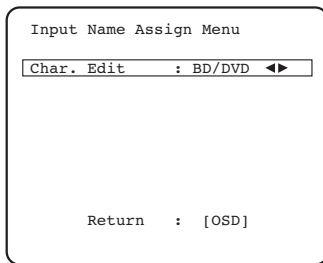 Input Name Assign Menu
Char. Edit : BD/DVD ◄►
Return : [OSD]